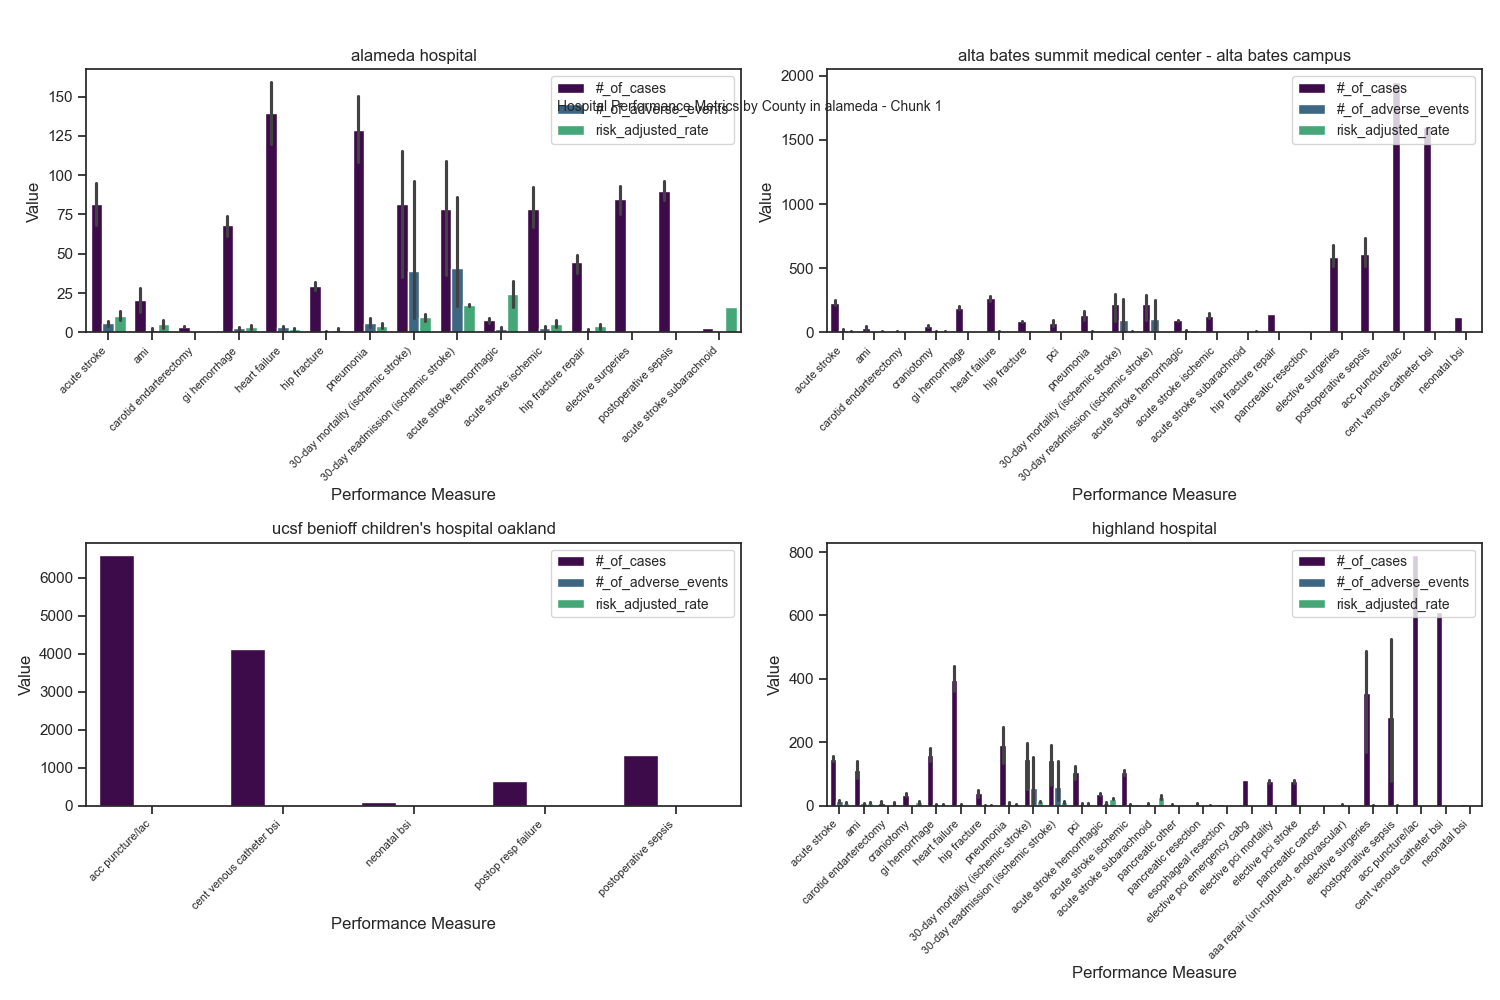 alameda hospital
150
125
100
75
50
25
0
Value
#_of_cases
#_of_adverse_events
risk_adjusted_rate
acute stroke
ami
carotid endarterectomy
gi hemorrhage
heart failure
hip fracture
pneumonia
30-day mortality (ischemic stroke)
30-day readmission (ischemic stroke)
acute stroke hemorrhagic
acute stroke ischemic
hip fracture repair
elective surgeries
postoperative sepsis
acute stroke subarachnoid
Performance Measure
Hospital Performance Metrics by County in alameda - Chunk 1
alta bates summit medical center - alta bates campus
2000
1500
1000
500
0
Value
#_of_cases
#_of_adverse_events
risk_adjusted_rate
acute stroke
ami
carotid endarterectomy
craniotomy
gi hemorrhage
heart failure
hip fracture
pci
pneumonia
30-day mortality (ischemic stroke)
30-day readmission (ischemic stroke)
acute stroke hemorrhagic
acute stroke ischemic
acute stroke subarachnoid
hip fracture repair
pancreatic resection
elective surgeries
postoperative sepsis
acc puncture/lac
cent venous catheter bsi
neonatal bsi
Performance Measure
ucsf benioff children's hospital oakland
6000
5000
4000
3000
2000
1000
0
Value
#_of_cases
#_of_adverse_events
risk_adjusted_rate
acc puncture/lac
cent venous catheter bsi
neonatal bsi
postop resp failure
postoperative sepsis
Performance Measure
highland hospital
800
600
400
200
0
Value
#_of_cases
#_of_adverse_events
risk_adjusted_rate
acute stroke
ami
carotid endarterectomy
craniotomy
gi hemorrhage
heart failure
hip fracture
pneumonia
30-day mortality (ischemic stroke)
30-day readmission (ischemic stroke)
pci
acute stroke hemorrhagic
acute stroke ischemic
acute stroke subarachnoid
pancreatic other
pancreatic resection
esophageal resection
elective pci emergency cabg
elective pci mortality
elective pci stroke
pancreatic cancer
aaa repair (un-ruptured, endovascular)
elective surgeries
postoperative sepsis
acc puncture/lac
cent venous catheter bsi
neonatal bsi
Performance Measure